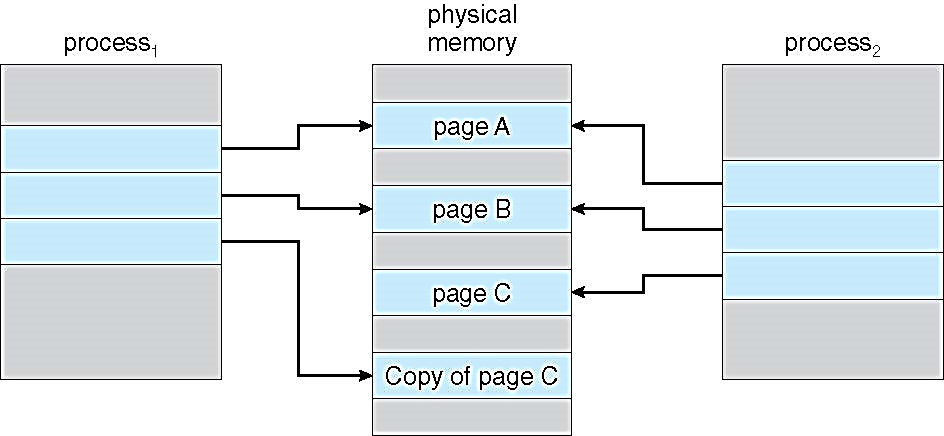 process1
physical
memory
process2
page A
page B
page C
Copy of page C